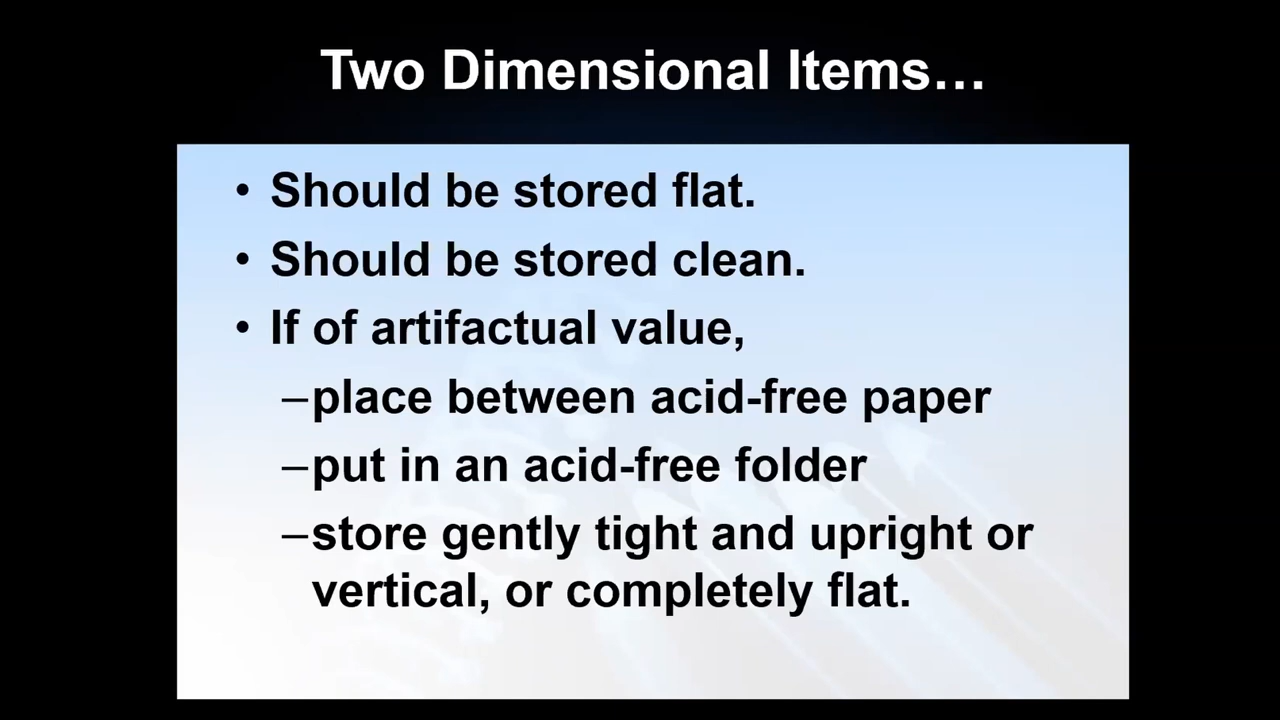 Two Dimensional Items…
• Should be stored flat.
• Should be stored clean.
• If of artifactual value,
–place between acid-free paper
–put in an acid-free folder
–store gently tight and upright or
vertical, or completely flat.